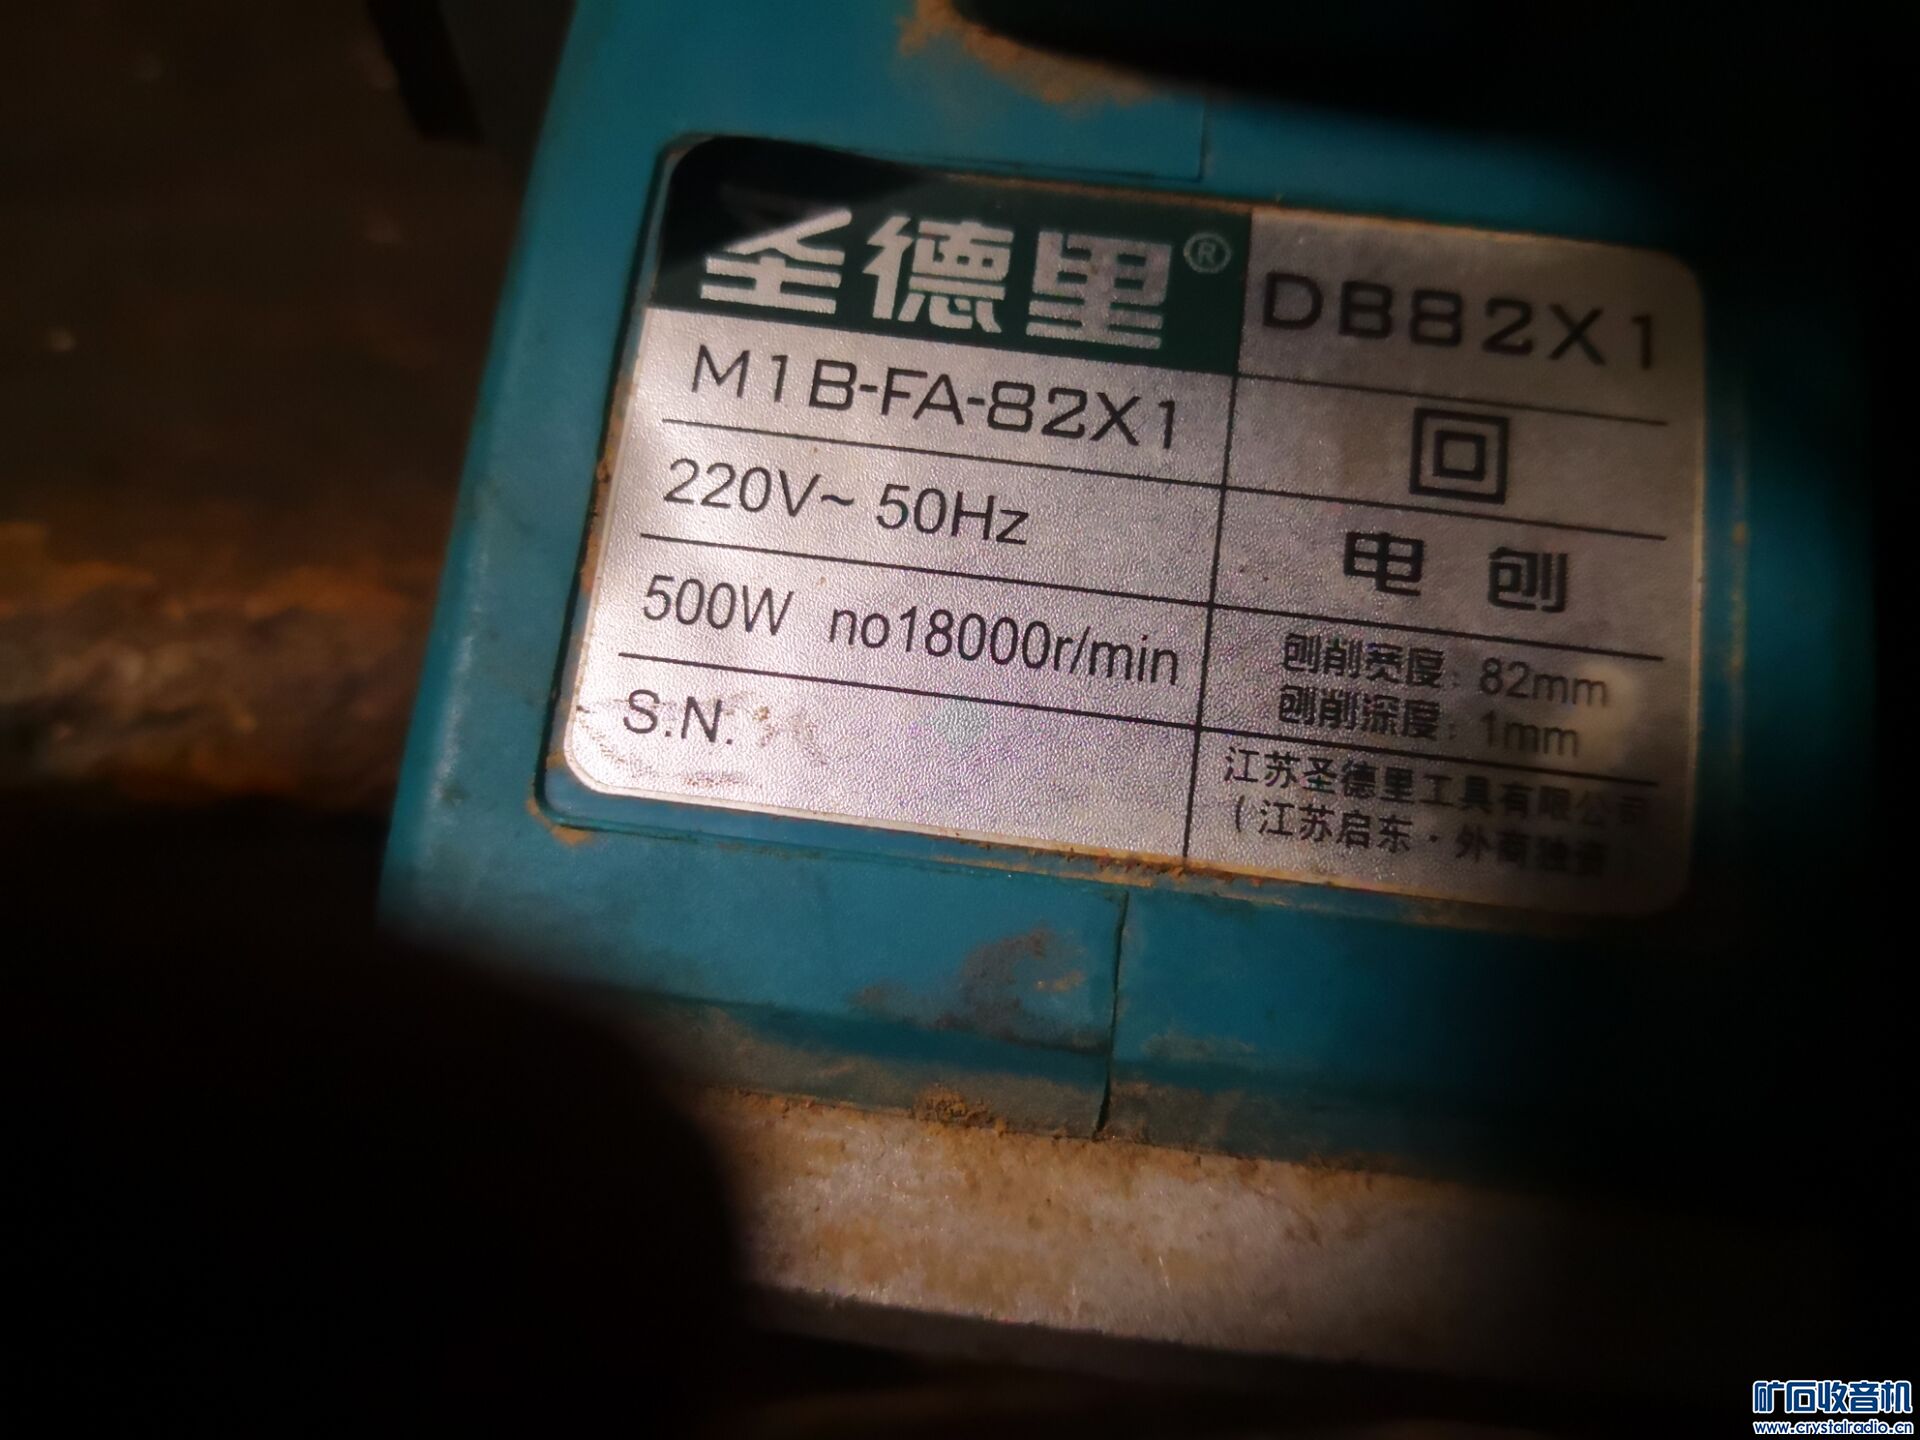 圣德里®
DB82X1
M1B-FA-82X1
220V~ 50Hz
电刨
500W no18000r/min
刨削宽度: 82mm
刨削深度: 1mm
S.N.
江苏圣德里工具有限公司
(江苏启东·外商独资
矿石收音机
www.crystalradio.cn